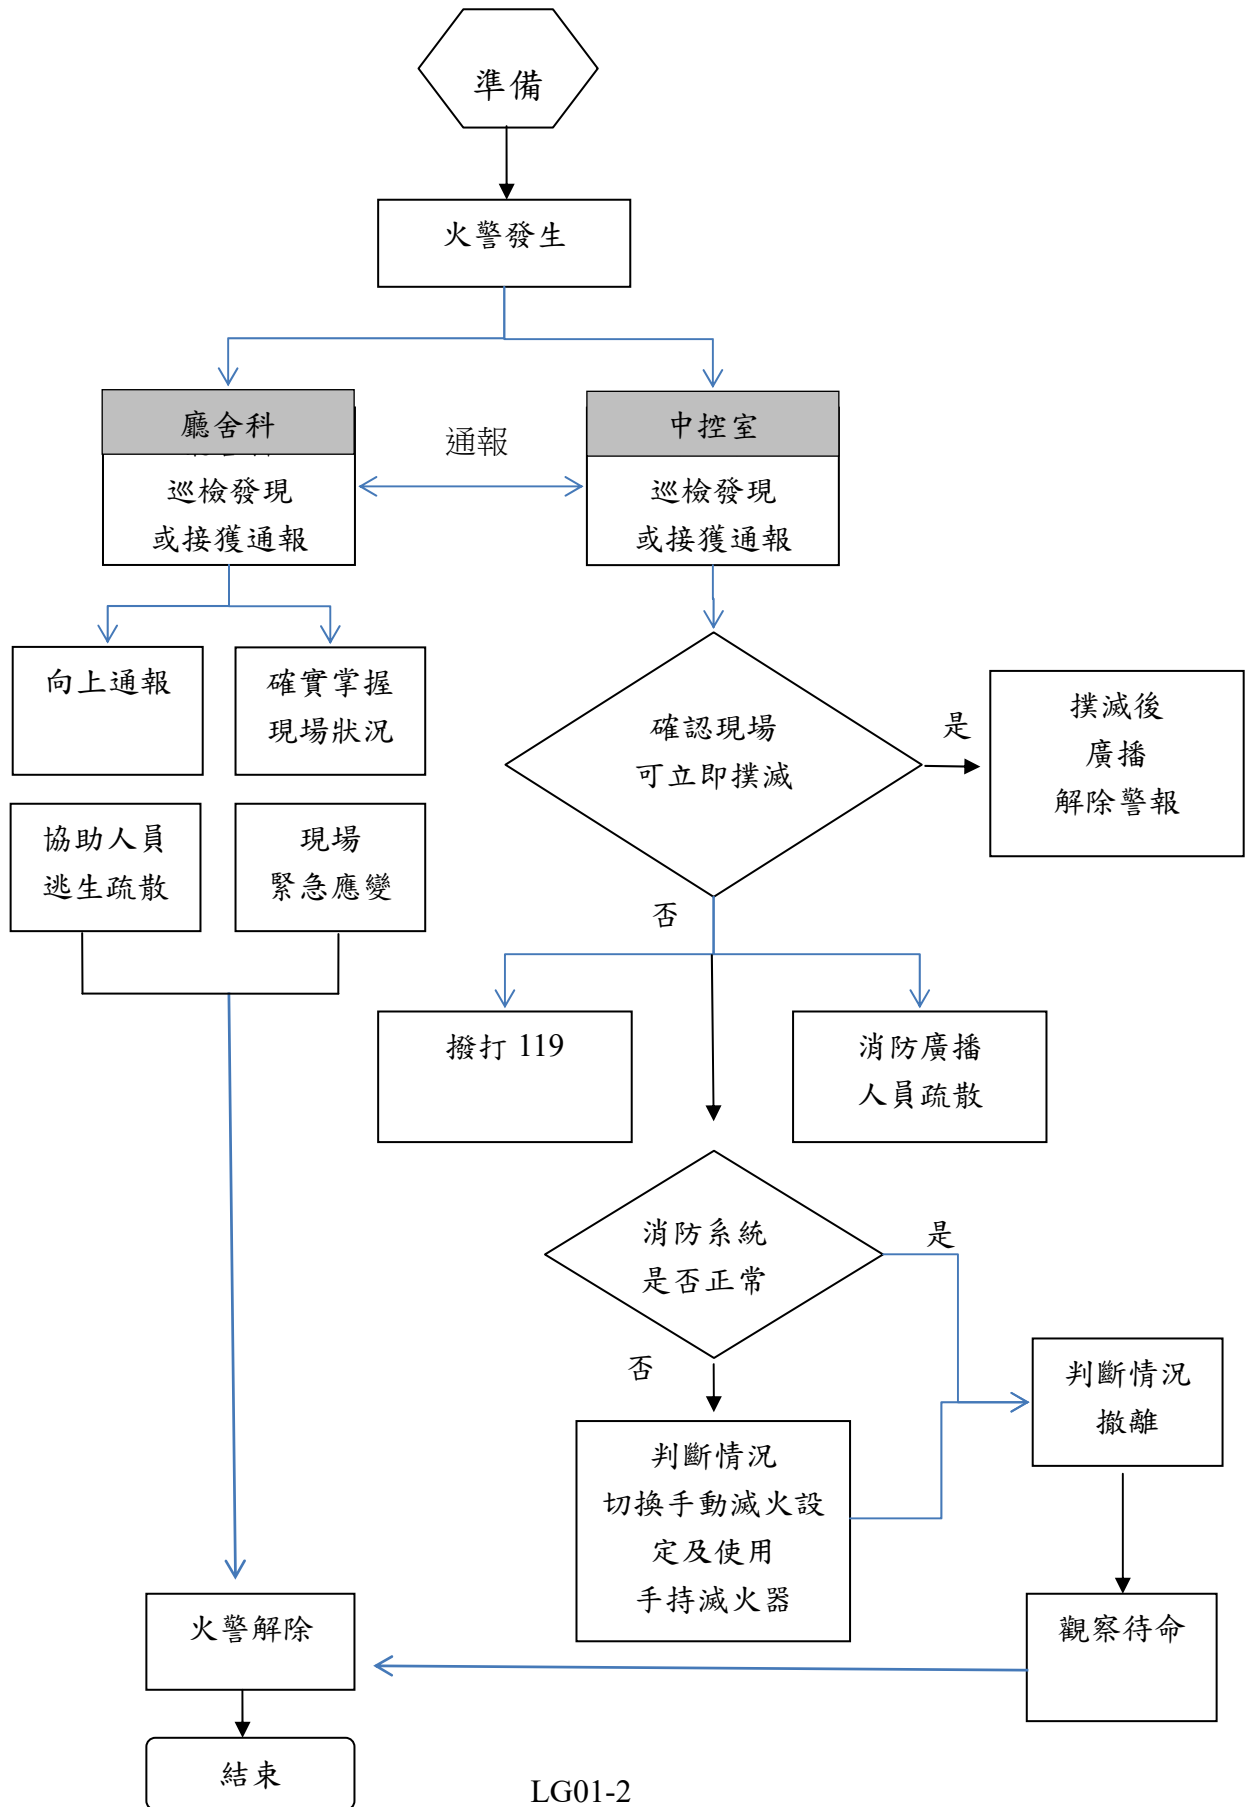 準備
火警發生
廳舍科
通報
中控室
巡檢發現
或接獲通報
巡檢發現
或接獲通報
向上通報
確實掌握
現場狀況
確認現場
可立即撲滅
是
撲滅後
廣播
解除警報
協助人員
逃生疏散
現場
緊急應變
否
撥打 119
消防廣播
人員疏散
消防系統
是否正常
是
否
判斷情況
撤離
判斷情況
切換手動滅火設
定及使用
手持滅火器
火警解除
觀察待命
結束
LG01-2